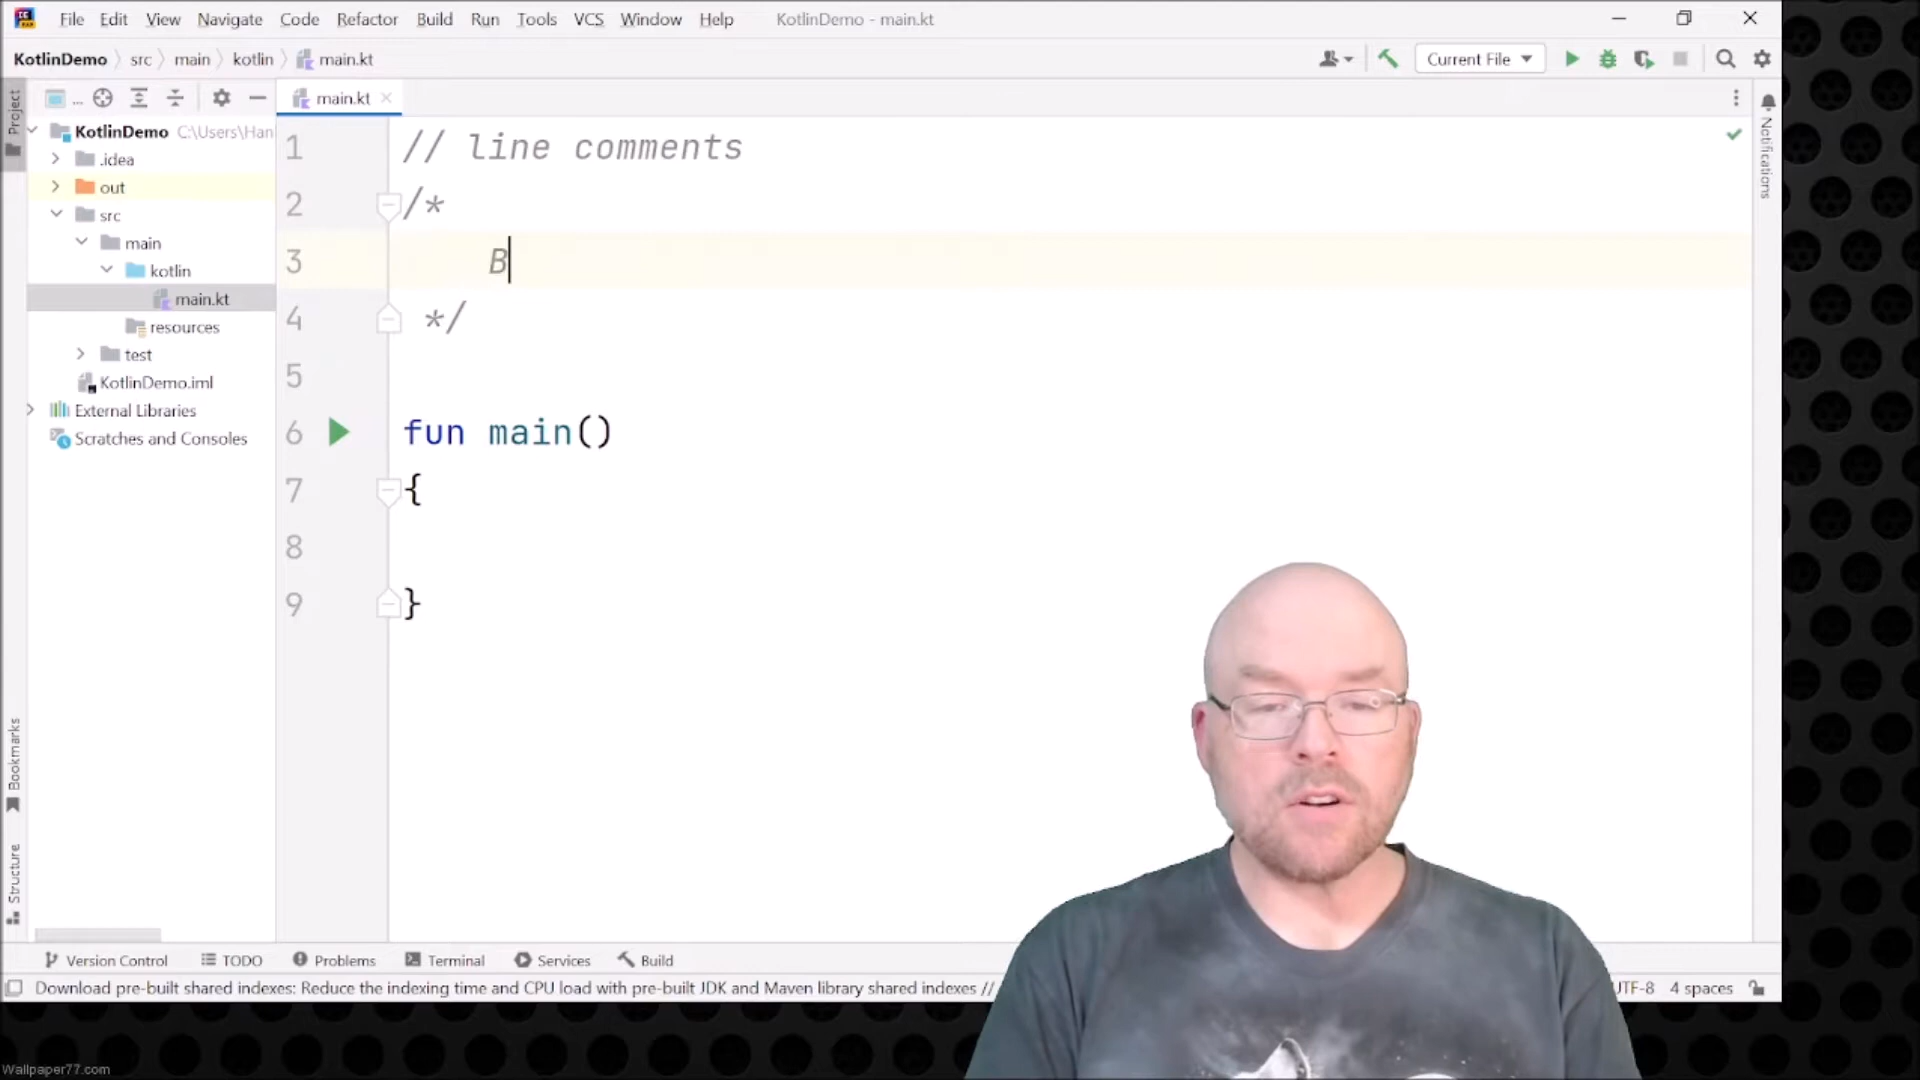 File Edit View Navigate Code Refactor Build Run Tools VCS Window Help KotlinDemo - main.kt
KotlinDemo src main kotlin main.kt
Current File
Project
...
main.kt
KotlinDemo C:\Users\Han
.idea
out
src
main
kotlin
main.kt
resources
test
KotlinDemo.iml
External Libraries
Scratches and Consoles
1 // line comments
2 /*
3 B
4 */
5
6 fun main()
7 {
8
9 }
Notifications
Bookmarks
Structure
Version Control TODO Problems Terminal Services Build
Download pre-built shared indexes: Reduce the indexing time and CPU load with pre-built JDK and Maven library shared indexes //
UTF-8 4 spaces
Wallpaper77.com